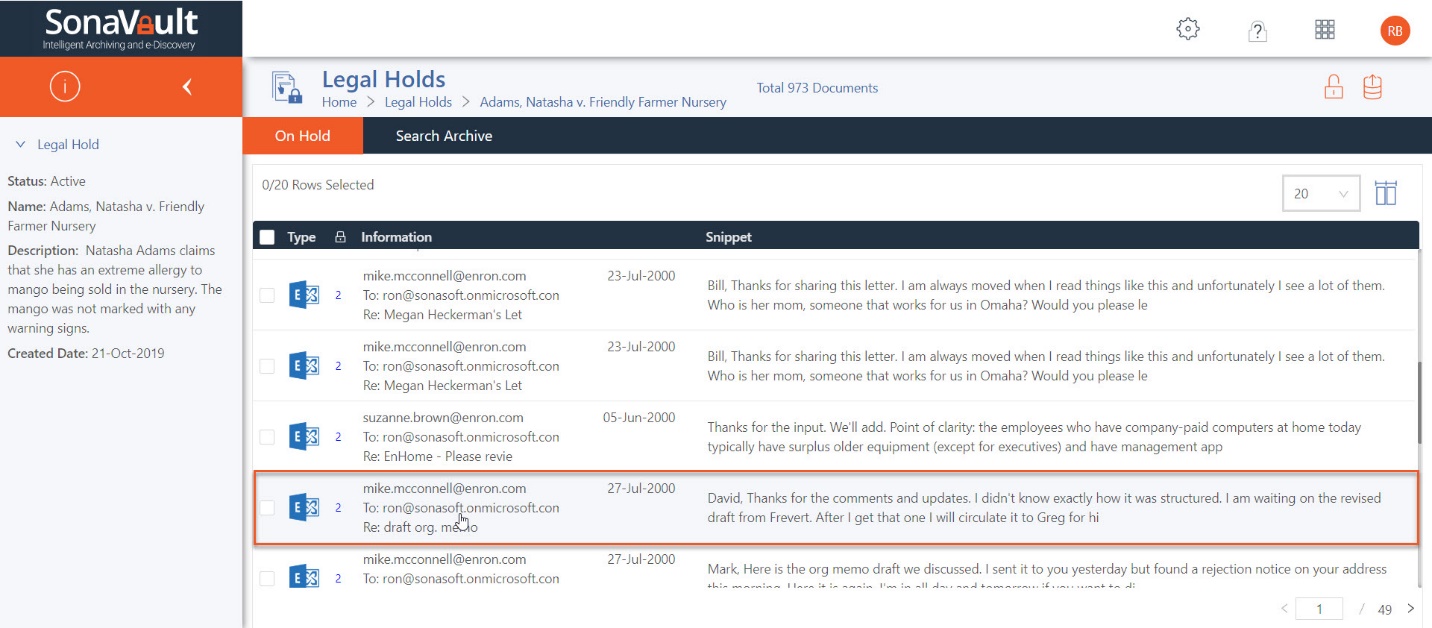 SonaVault
Intelligent Archiving and e-Discovery
?
RB
i
Legal Holds
Home > Legal Holds > Adams, Natasha v. Friendly Farmer Nursery
Total 973 Documents
On Hold
Search Archive
Legal Hold
Status: Active
Name: Adams, Natasha v. Friendly
Farmer Nursery
Description: Natasha Adams claims
that she has an extreme allergy to
mango being sold in the nursery. The
mango was not marked with any
warning signs.
Created Date: 21-Oct-2019
0/20 Rows Selected
20
Type Information Snippet
mike.mcconnell@enron.com 23-Jul-2000
2 To: ron@sonasoft.onmicrosoft.con
Re: Megan Heckerman's Let
Bill, Thanks for sharing this letter. I am always moved when I read things like this and unfortunately I see a lot of them.
Who is her mom, someone that works for us in Omaha? Would you please le
mike.mcconnell@enron.com 23-Jul-2000
2 To: ron@sonasoft.onmicrosoft.con
Re: Megan Heckerman's Let
Bill, Thanks for sharing this letter. I am always moved when I read things like this and unfortunately I see a lot of them.
Who is her mom, someone that works for us in Omaha? Would you please le
suzanne.brown@enron.com 05-Jun-2000
2 To: ron@sonasoft.onmicrosoft.con
Re: EnHome - Please revie
Thanks for the input. We'll add. Point of clarity: the employees who have company-paid computers at home today
typically have surplus older equipment (except for executives) and have management app
mike.mcconnell@enron.com 27-Jul-2000
2 To: ron@sonasoft.onmicrosoft.con
Re: draft org. memo
David, Thanks for the comments and updates. I didn't know exactly how it was structured. I am waiting on the revised
draft from Frevert. After I get that one I will circulate it to Greg for hi
mike.mcconnell@enron.com 27-Jul-2000
2 To: ron@sonasoft.onmicrosoft.con
Mark, Here is the org memo draft we discussed. I sent it to you yesterday but found a rejection notice on your address
this morning. Here it is again. I'm in all day and tomorrow if you want to di
< 1 / 49 >